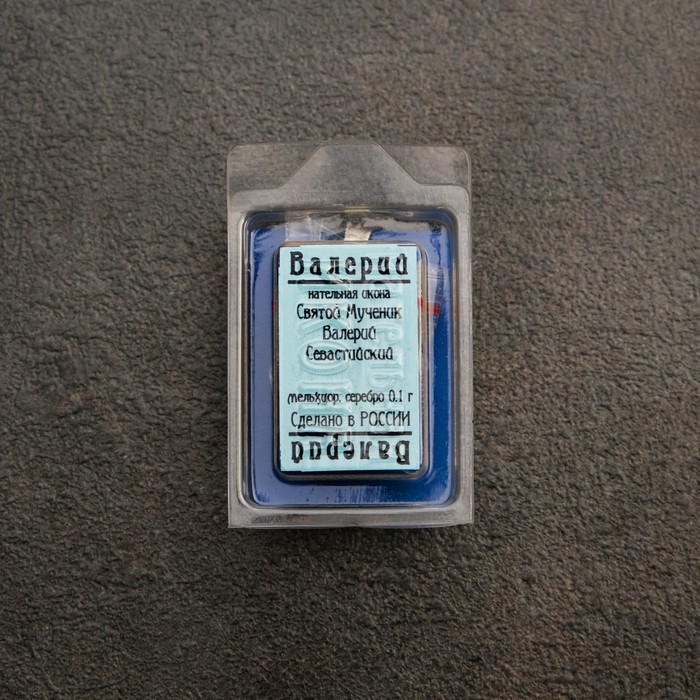 Валерий
нательная икона
Святой Мученик
Валерий
Севастийский
мельхиор, серебро 0,1 г
Сделано в РОССИИ
Валерий